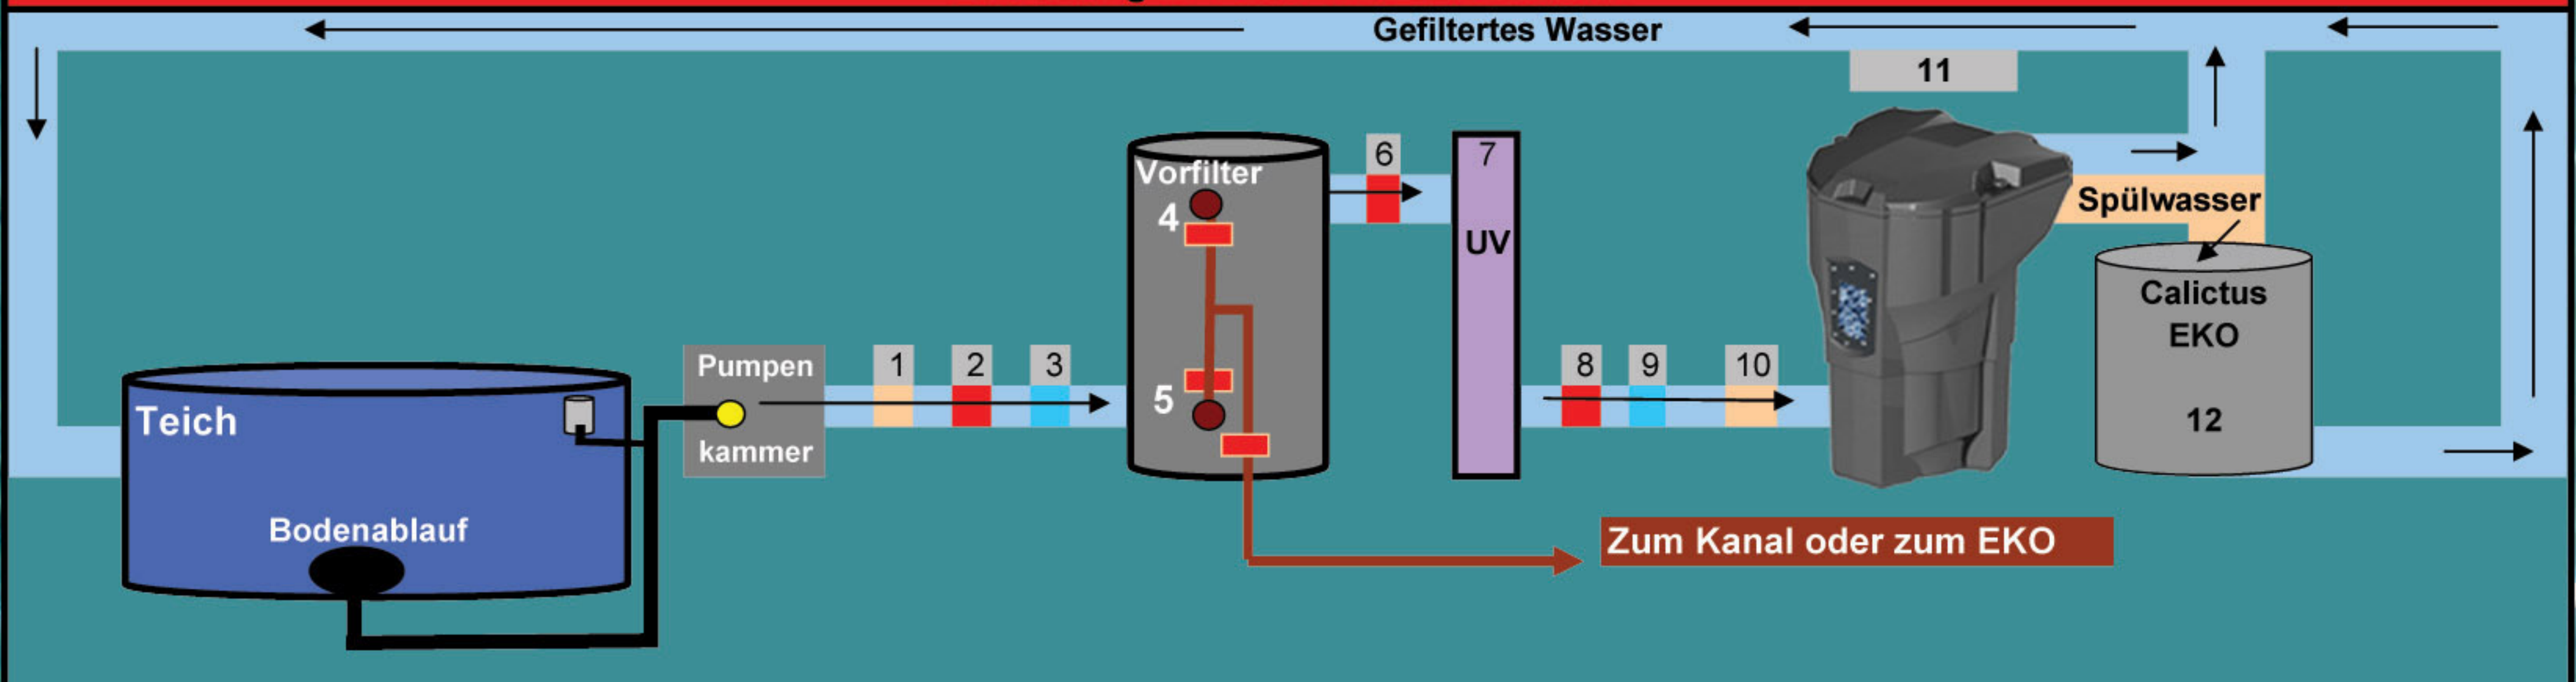 Gefiltertes Wasser
11
Vorfilter
4
5
6
7
UV
Spülwasser
Calictus
EKO
12
Pumpen
kammer
1
2
3
8
9
10
Teich
Bodenablauf
Zum Kanal oder zum EKO